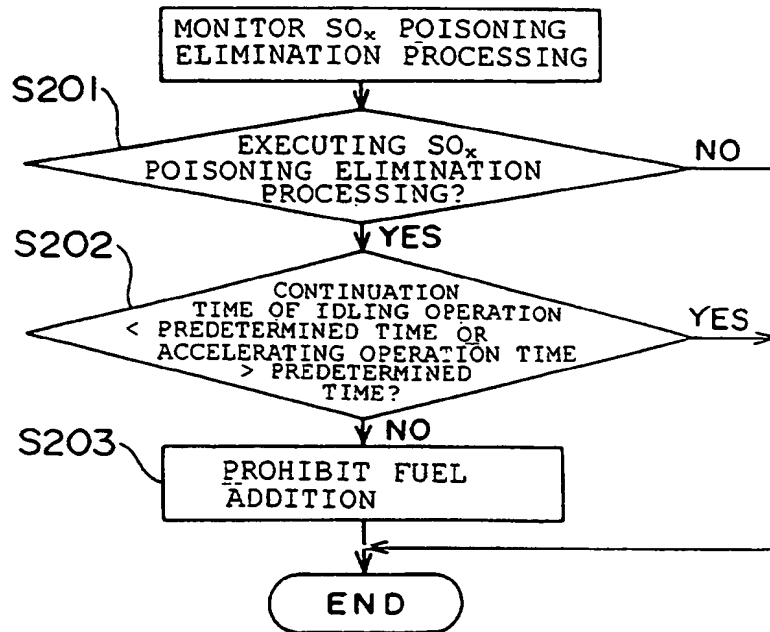 MONITOR SOx POISONING
ELIMINATION PROCESSING
S201
EXECUTING SOx
POISONING ELIMINATION
PROCESSING?
NO
YES
S202
CONTINUATION
TIME OF IDLING OPERATION
< PREDETERMINED TIME OR
ACCELERATING OPERATION TIME
> PREDETERMINED
TIME?
YES
NO
S203
PROHIBIT FUEL
ADDITION
END